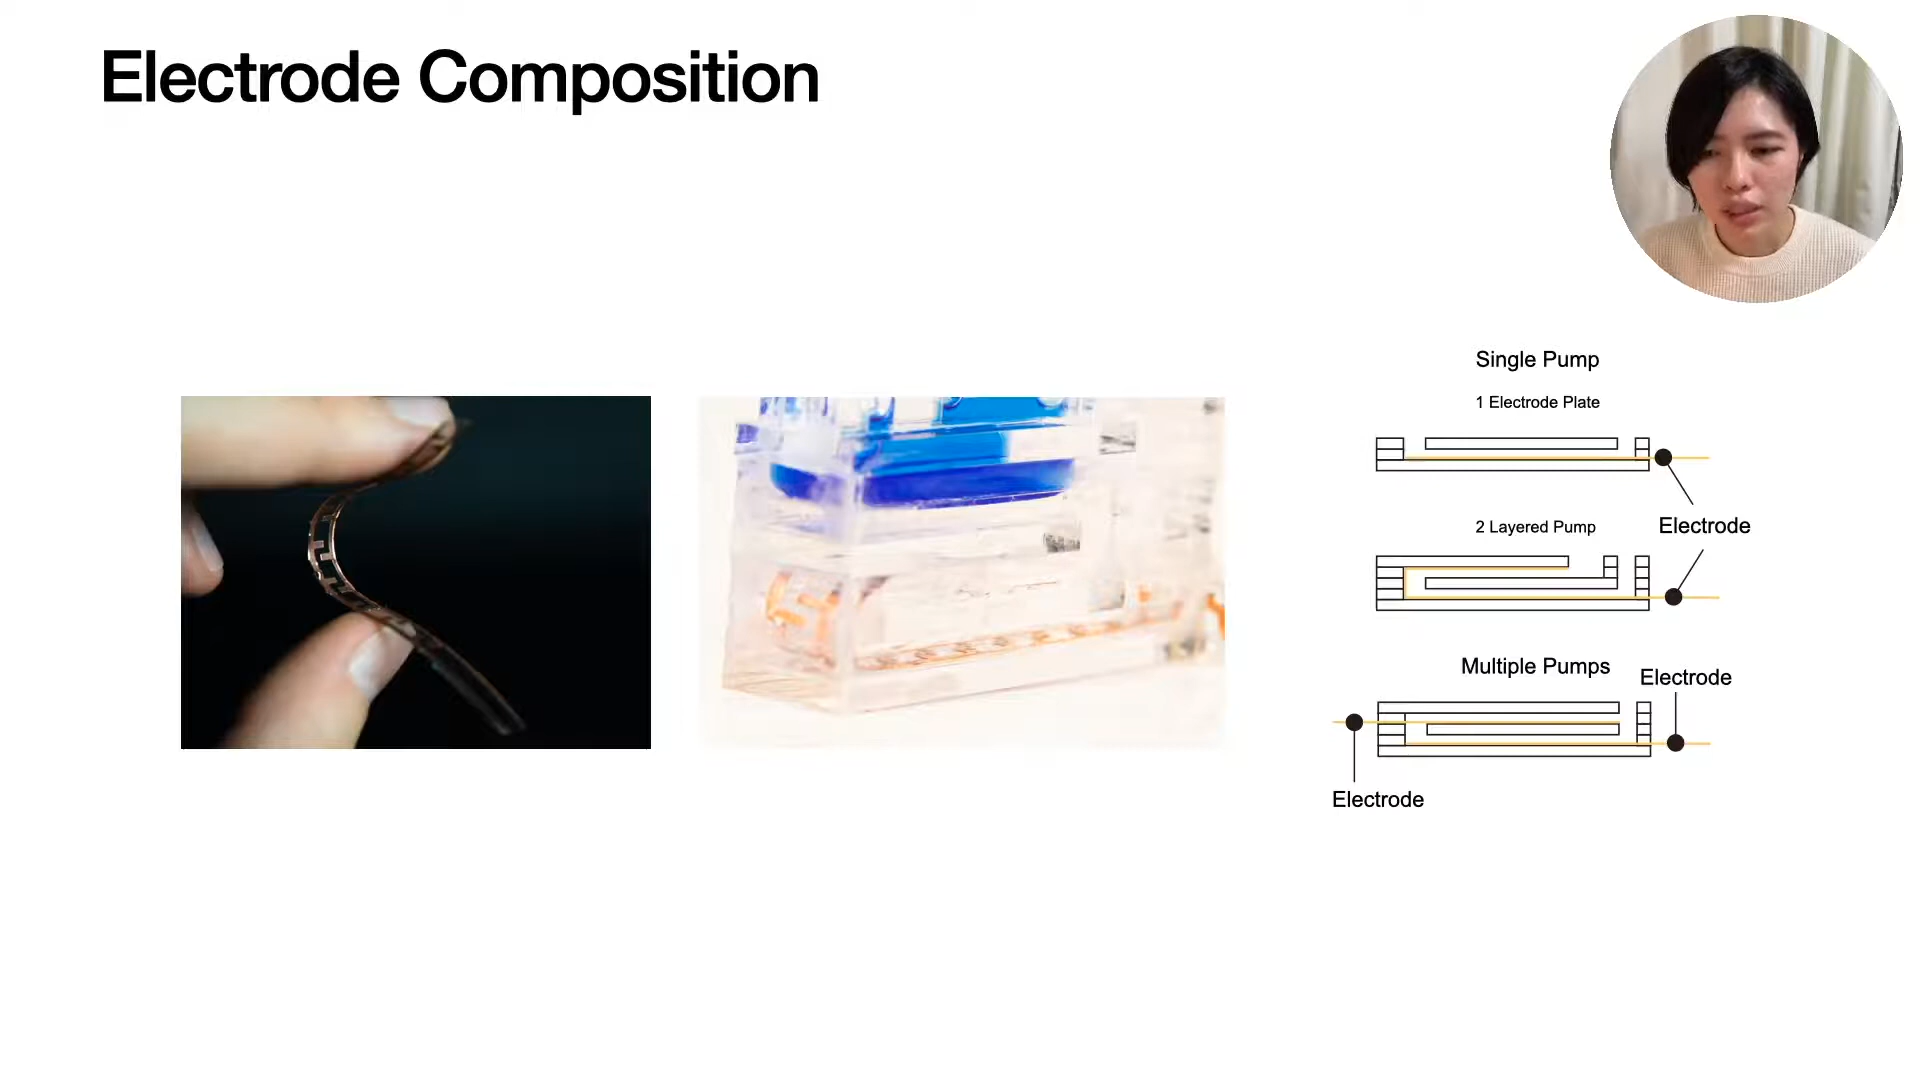 Electrode Composition
Single Pump
1 Electrode Plate
Electrode
2 Layered Pump
Multiple Pumps
Electrode
Electrode